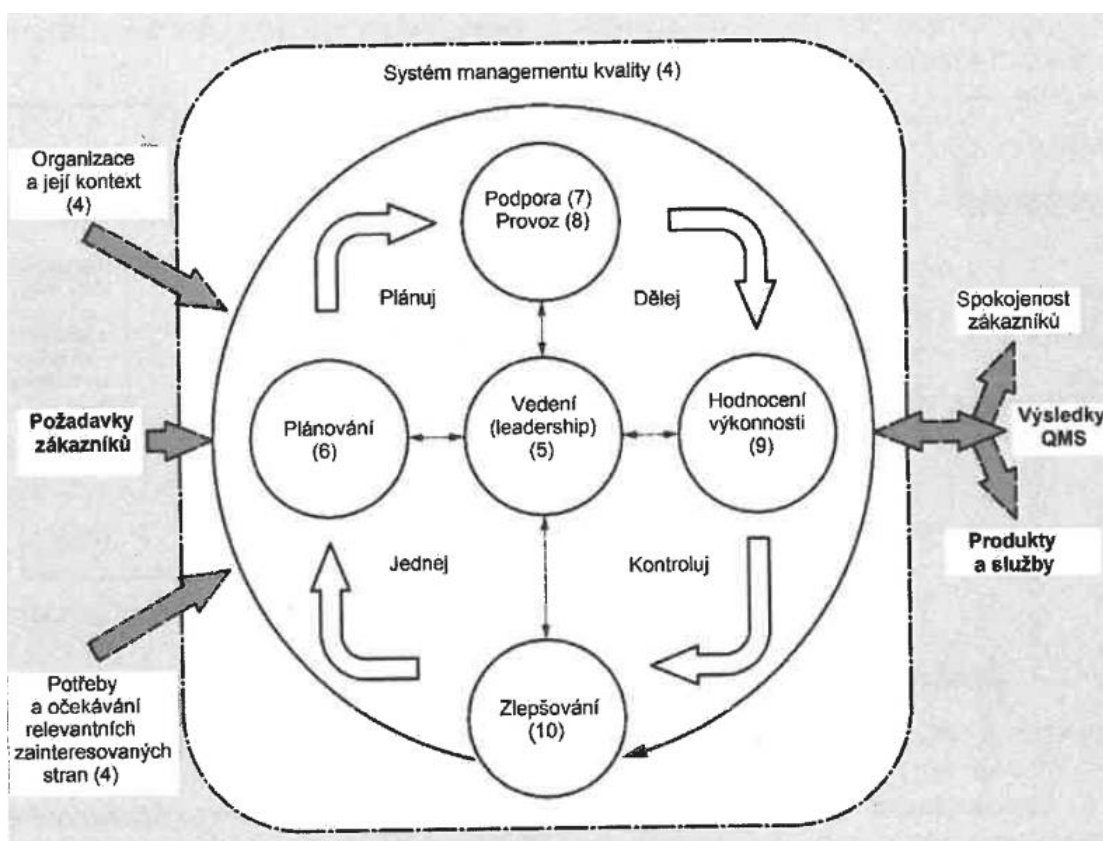 Systém managementu kvality (4)
Organizace
a její kontext
(4)
Podpora (7)
Provoz (8)
Plánuj
Dělej
Spokojenost
zákazníků
Požadavky
zákazníků
Plánování
(6)
Vedení
(leadership)
(5)
Hodnocení
výkonnosti
(9)
Výsledky
QMS
Jednej
Kontroluj
Produkty
a služby
Potřeby
a očekávání
relevantních
zainteresovaných
stran (4)
Zlepšování
(10)